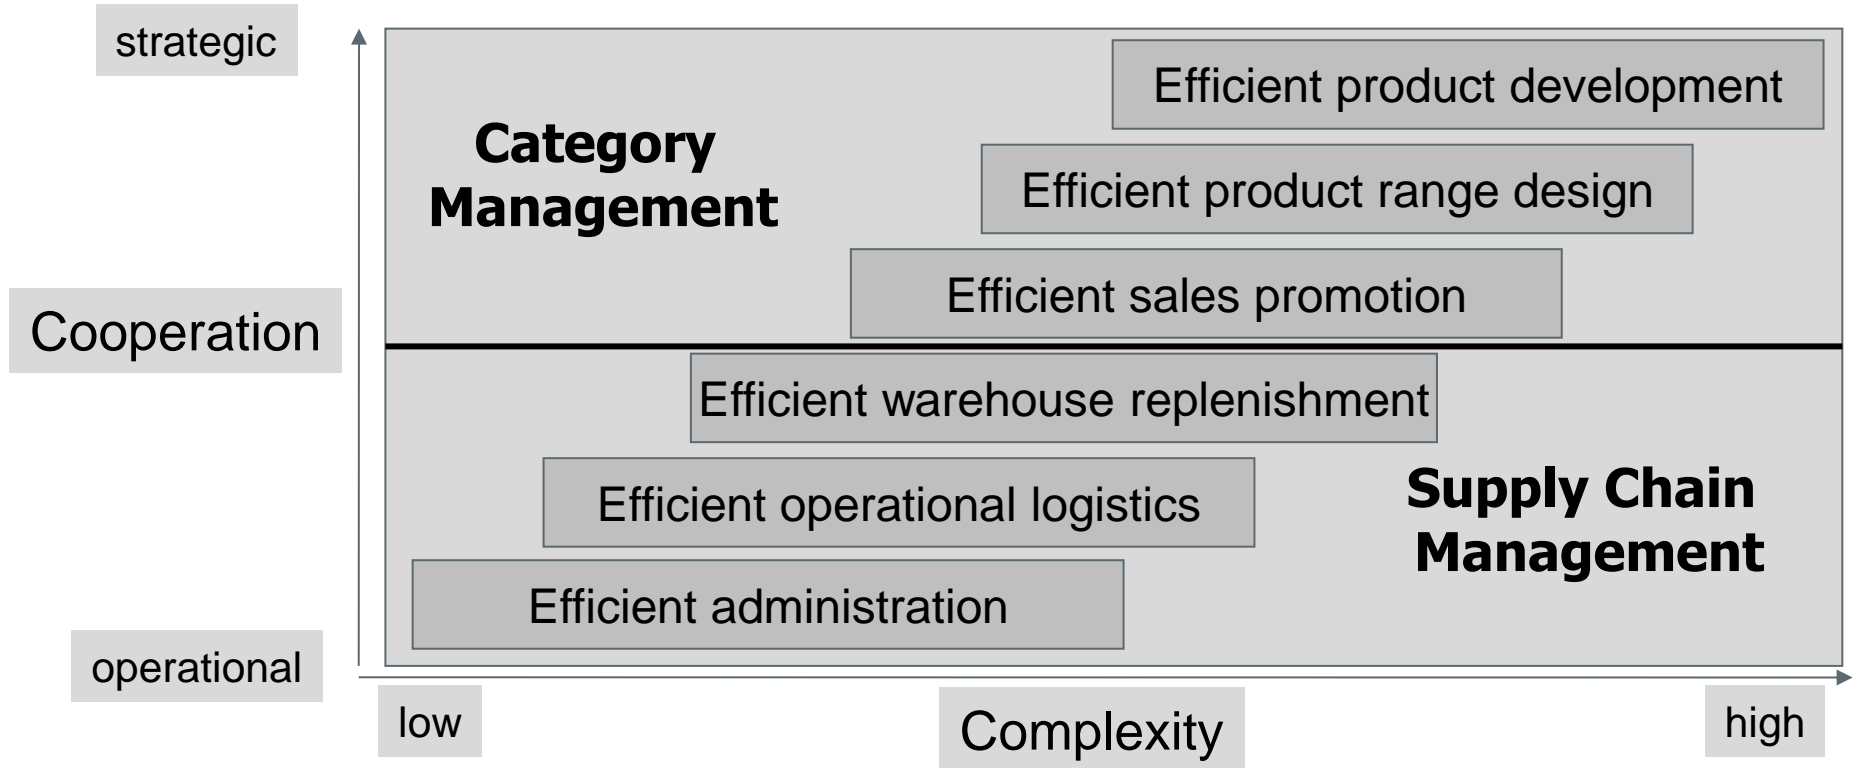 strategic
Efficient product development
Category
Management
Efficient product range design
Efficient sales promotion
Cooperation
Efficient warehouse replenishment
Efficient operational logistics
Supply Chain
Management
Efficient administration
operational
low
Complexity
high